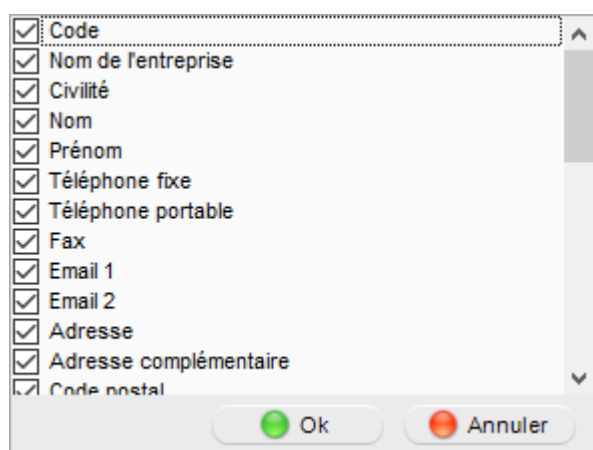 Code
Nom de l'entreprise
Civilité
Nom
Prénom
Téléphone fixe
Téléphone portable
Fax
Email 1
Email 2
Adresse
Adresse complémentaire
Code postal
Ok
Annuler